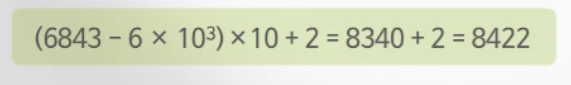 (6843 − 6 × 10³) × 10 + 2 = 8340 + 2 = 8422